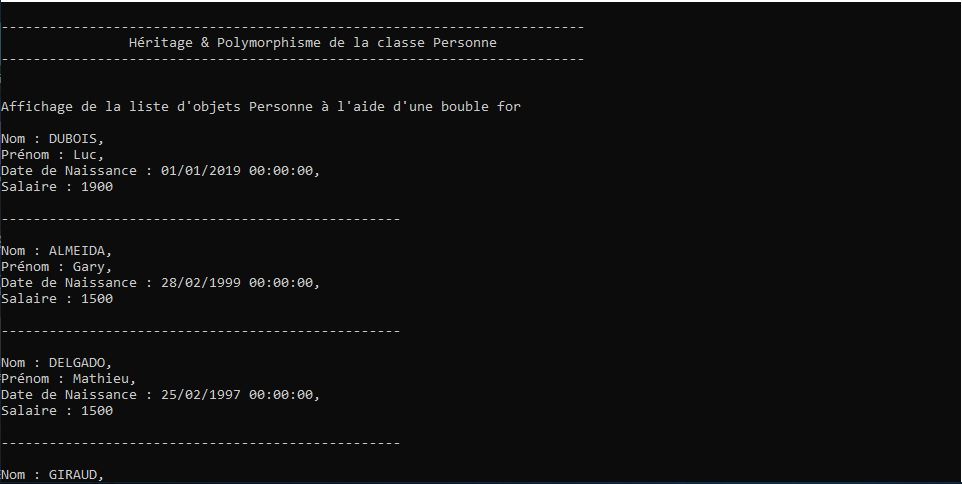 -------------------------------------------------------------------------
Héritage & Polymorphisme de la classe Personne
-------------------------------------------------------------------------
Affichage de la liste d'objets Personne à l'aide d'une bouble for
Nom : DUBOIS,
Prénom : Luc,
Date de Naissance : 01/01/2019 00:00:00,
Salaire : 1900
--------------------------------------------------
Nom : ALMEIDA,
Prénom : Gary,
Date de Naissance : 28/02/1999 00:00:00,
Salaire : 1500
--------------------------------------------------
Nom : DELGADO,
Prénom : Mathieu,
Date de Naissance : 25/02/1997 00:00:00,
Salaire : 1500
--------------------------------------------------
Nom : GIRAUD,